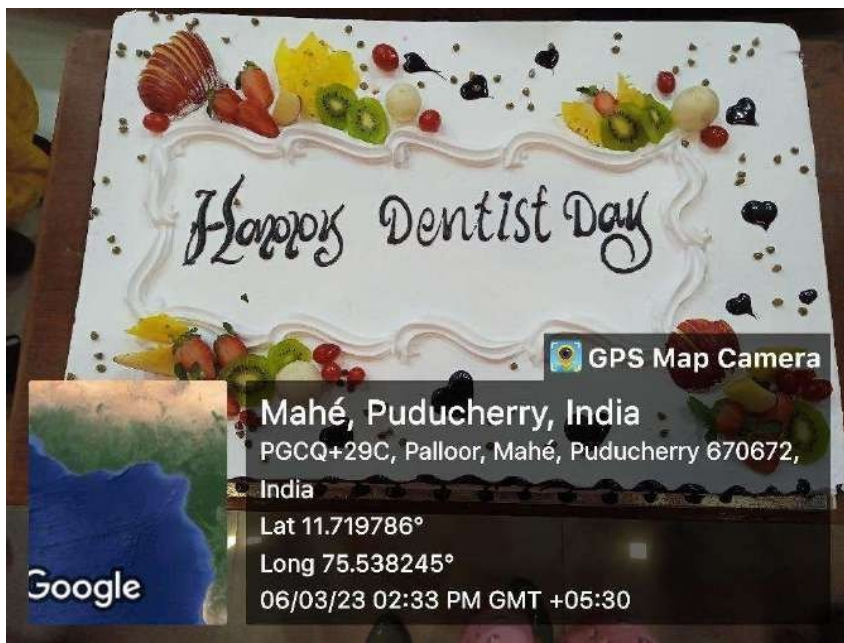 Happy Dentist Day
GPS Map Camera
Mahé, Puducherry, India
PGCQ+29C, Palloor, Mahé, Puducherry 670672,
India
Lat 11.719786°
Long 75.538245°
06/03/23 02:33 PM GMT +05:30
Google